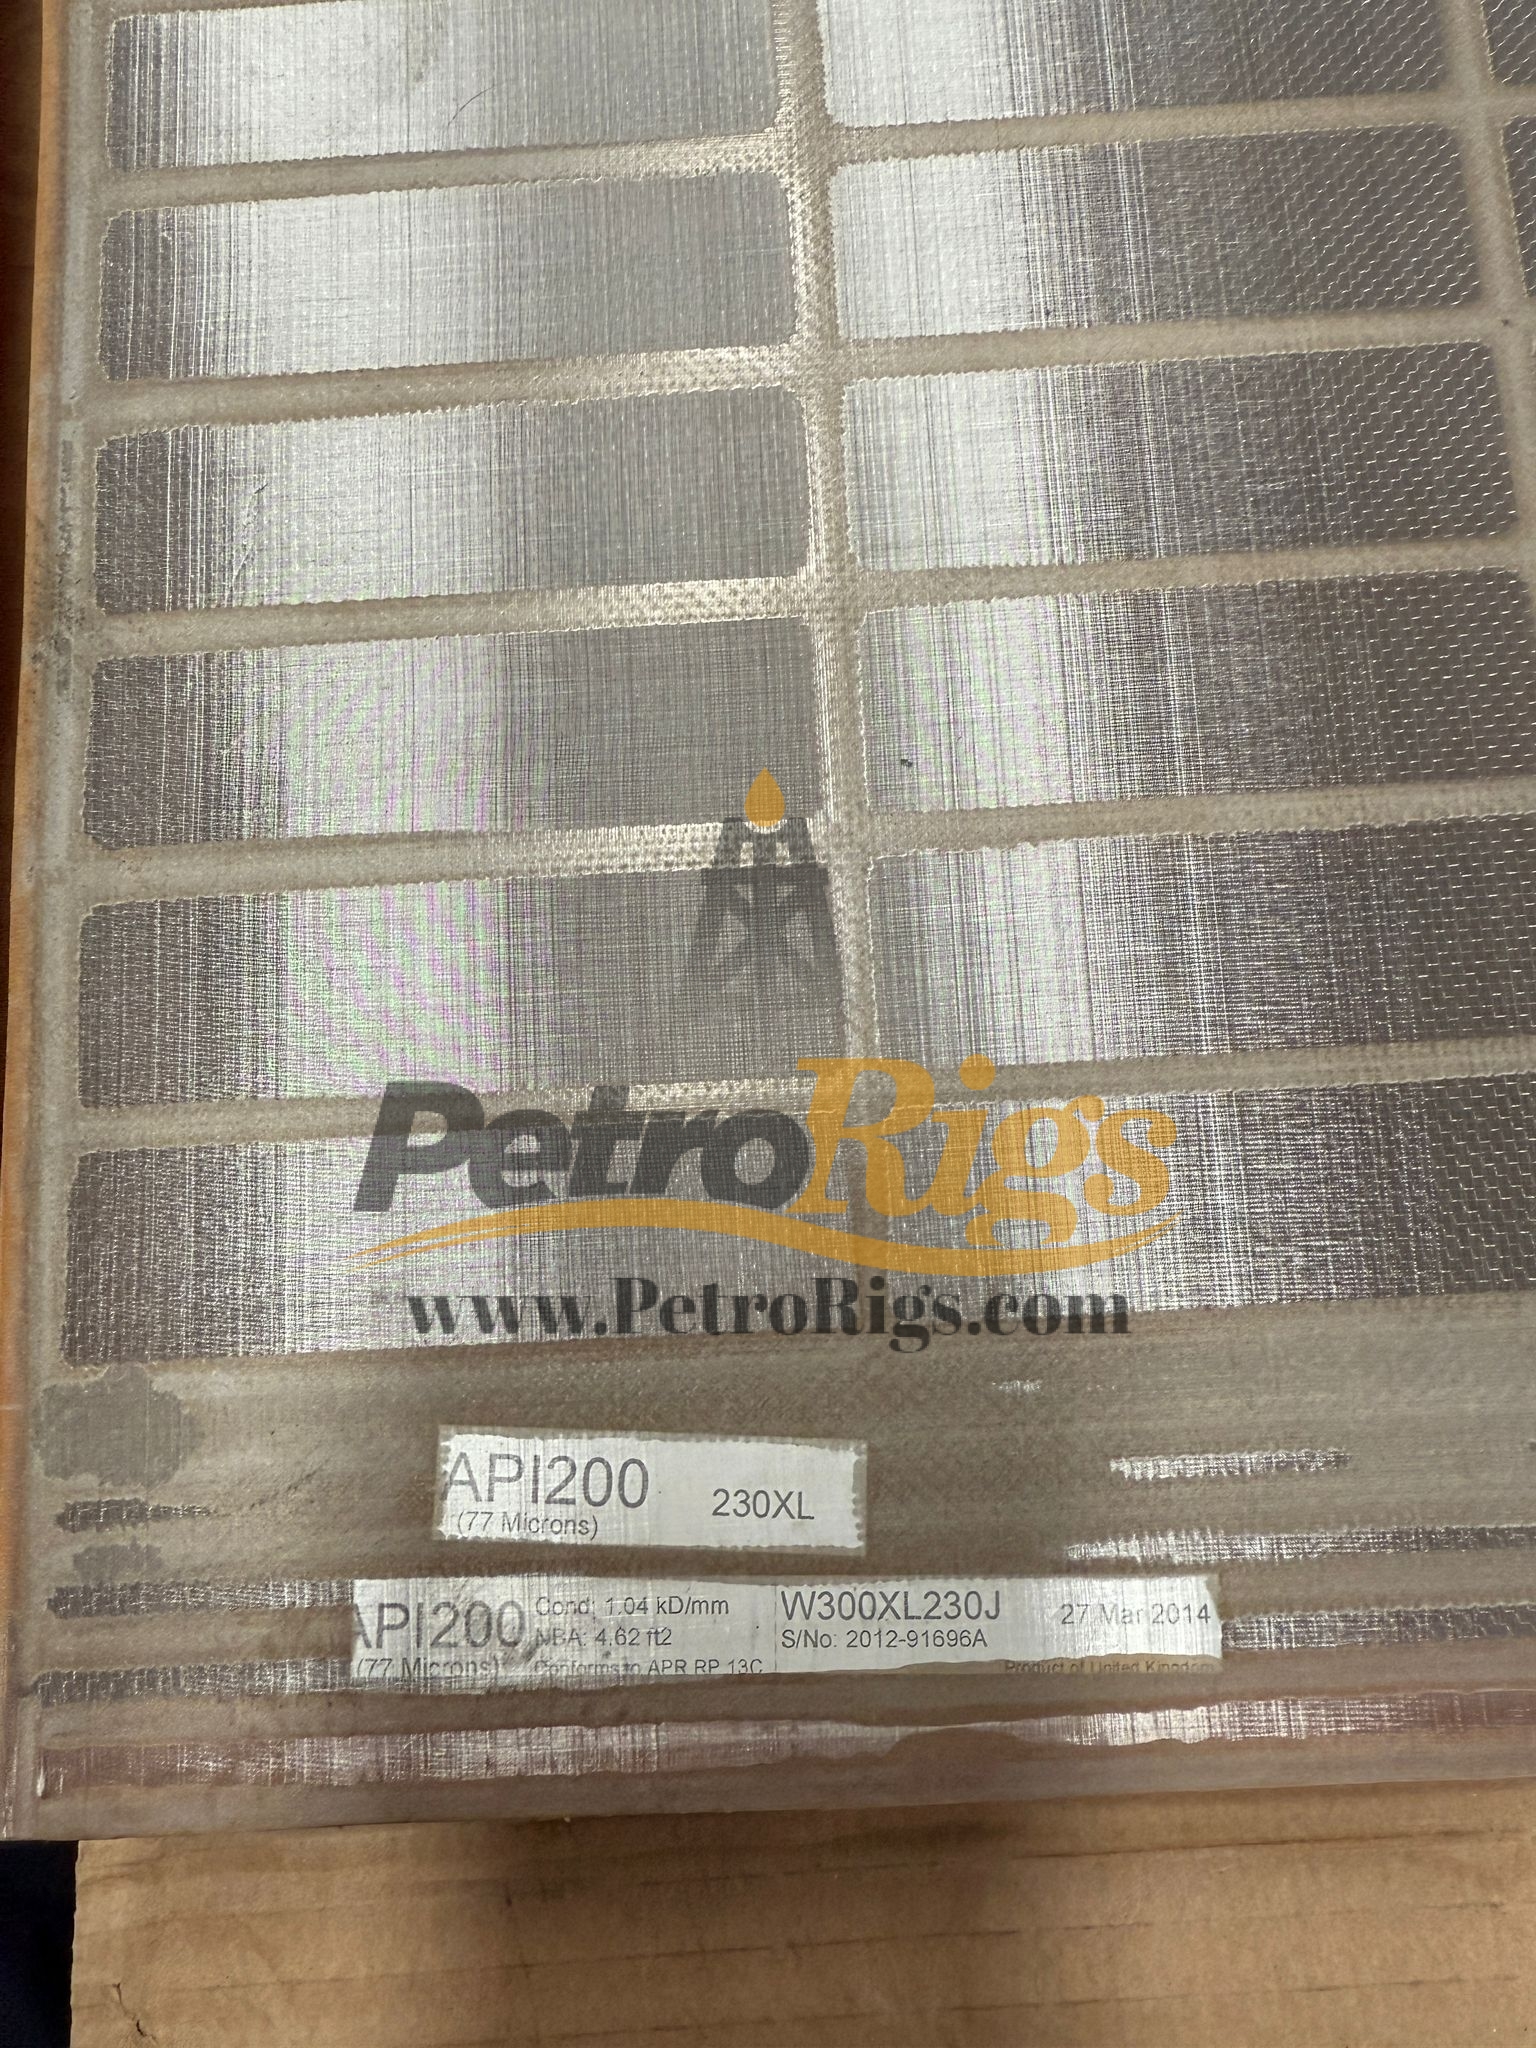 PetroRigs
www.PetroRigs.com
API200
(77 Microns)
230XL
API200
(77 Microns)
Cond: 1.04 kD/mm
NBA: 4.62 ft2
Conforms to APR RP 13C
W300XL230J
S/No: 2012-91696A
27 Mar 2014
Product of United Kingdom